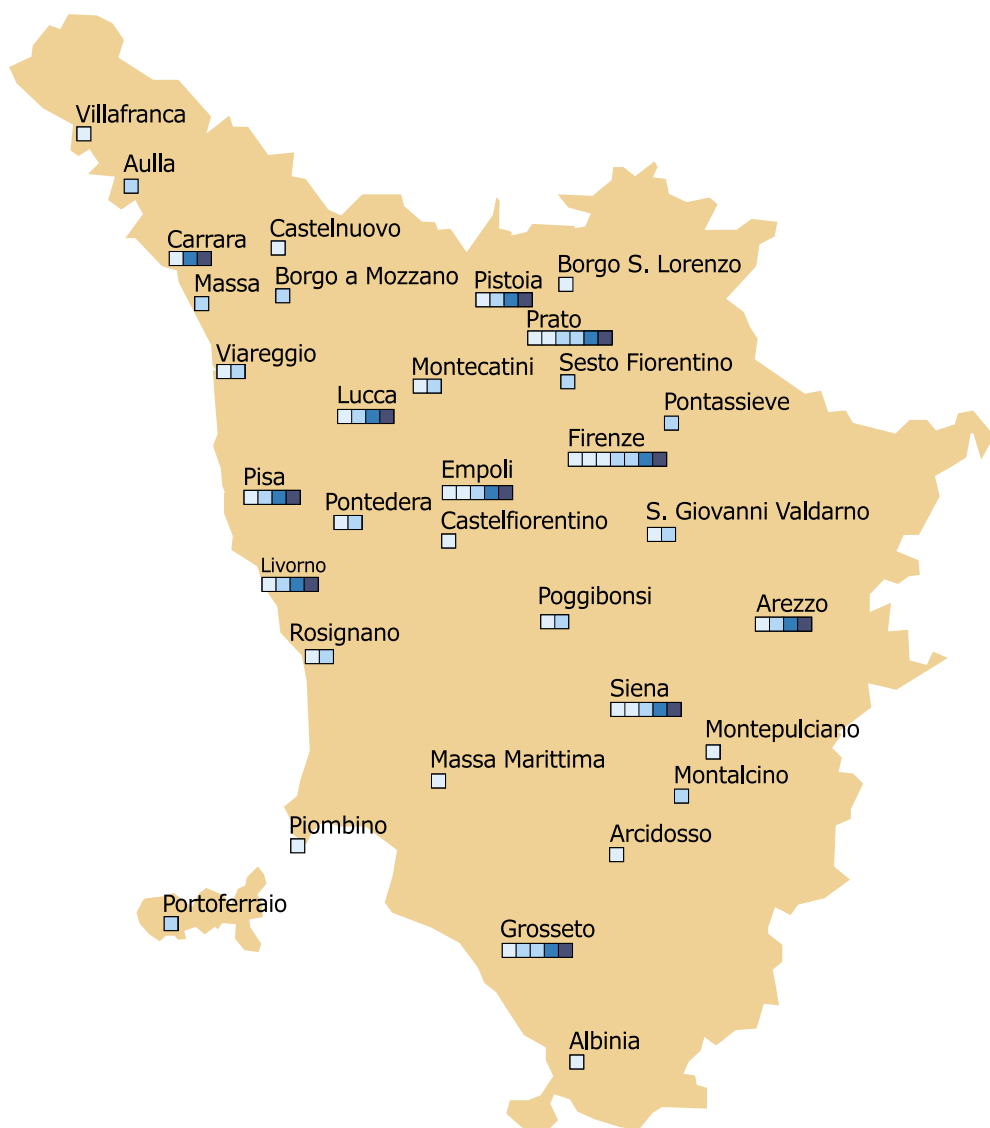 Villafranca
Aulla
Castelnuovo
Carrara
Borgo S. Lorenzo
Borgo a Mozzano
Pistoia
Massa
Prato
Viareggio
Sesto Fiorentino
Montecatini
Lucca
Pontassieve
Firenze
Empoli
Pisa
Pontedera
S. Giovanni Valdarno
Castelfiorentino
Livorno
Poggibonsi
Arezzo
Rosignano
Siena
Montepulciano
Massa Marittima
Montalcino
Piombino
Arcidosso
Portoferraio
Grosseto
Albinia